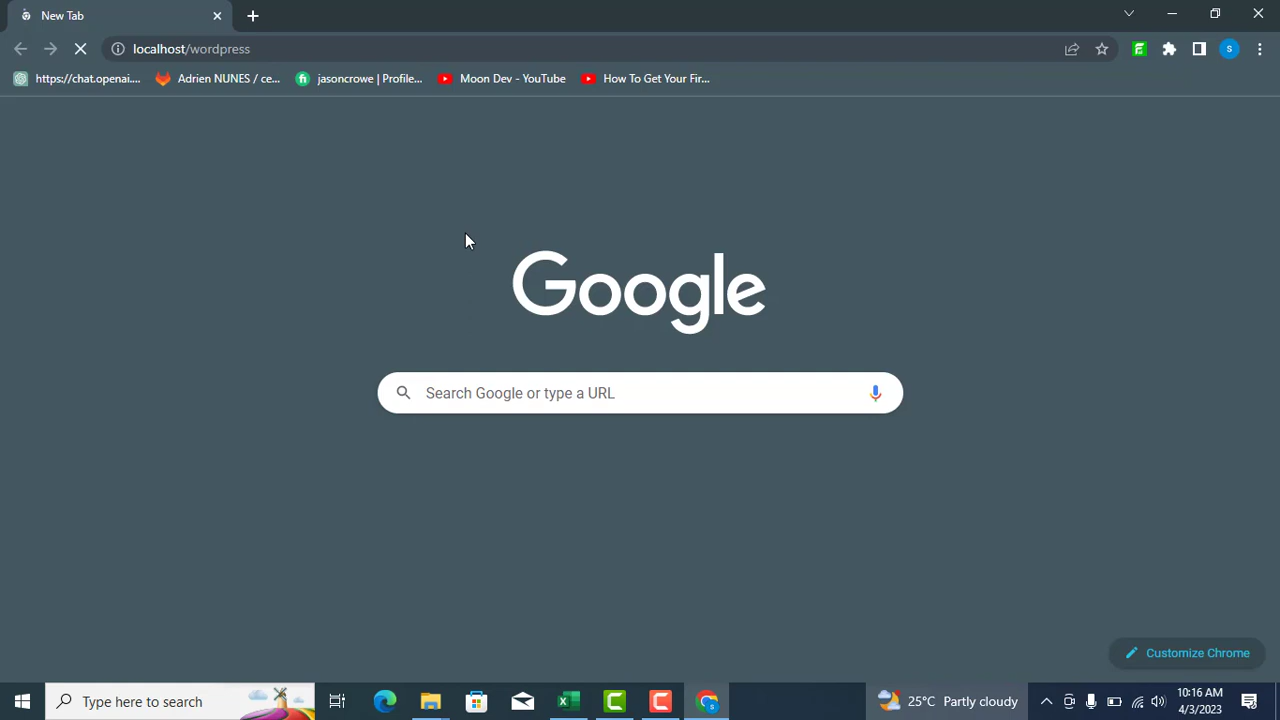 New Tab
localhost/wordpress
S
https://chat.openai.... Adrien NUNES / ce... jasoncrowe | Profile... Moon Dev - YouTube How To Get Your Fir...
Google
Search Google or type a URL
Customize Chrome
Type here to search
25°C Partly cloudy
10:16 AM
4/3/2023